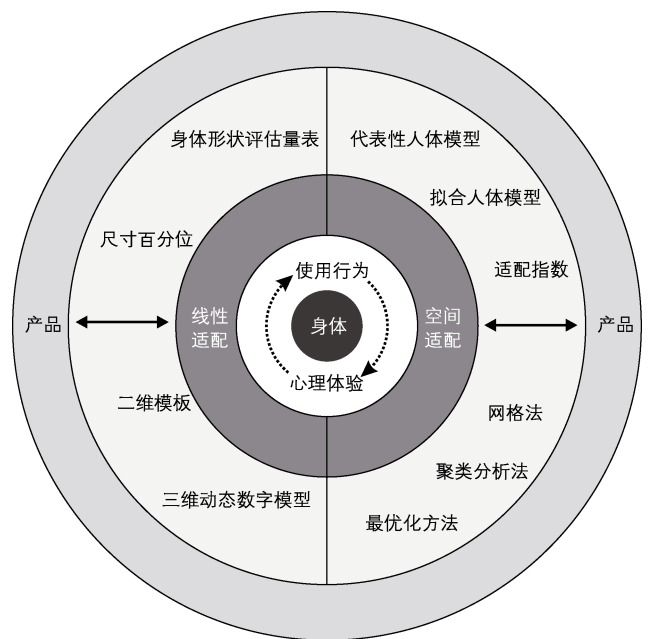 身体形状评估量表
代表性人体模型
拟合人体模型
尺寸百分位
适配指数
使用行为
产品
线性
适配
身体
空间
适配
产品
心理体验
二维模板
网格法
聚类分析法
三维动态数字模型
最优化方法